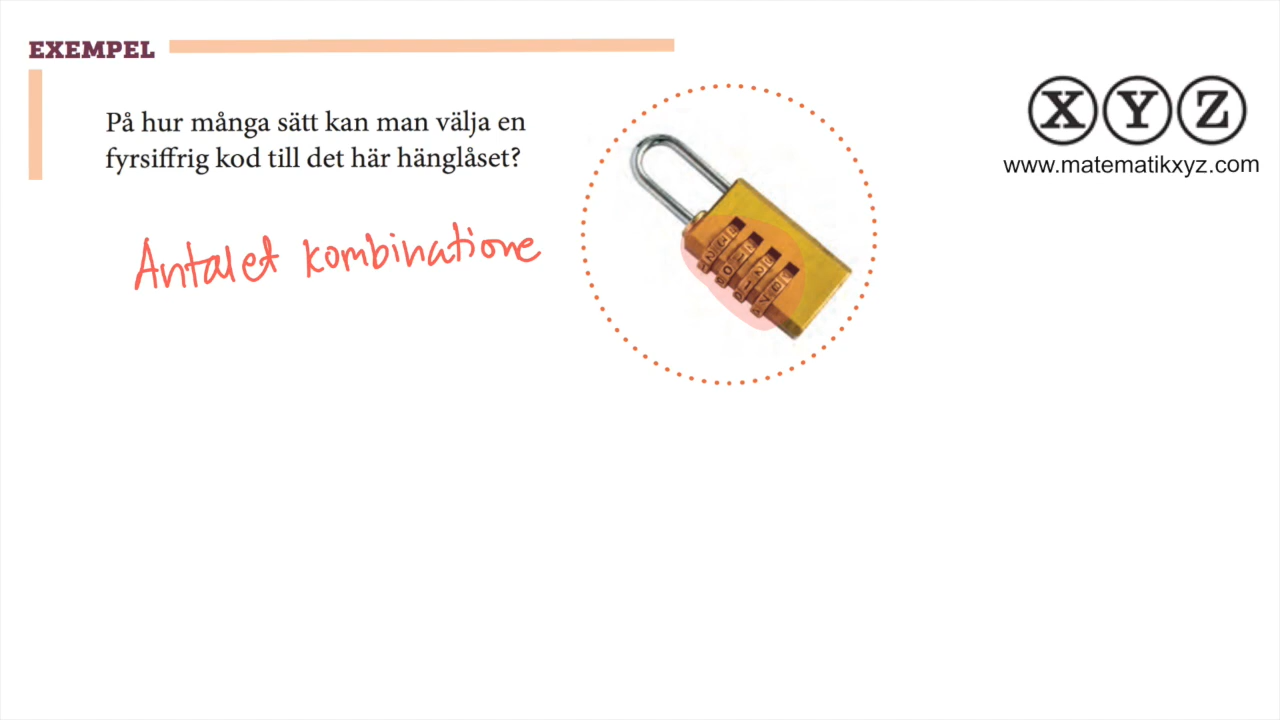 EXEMPEL
På hur många sätt kan man välja en
fyrsiffrig kod till det här hänglåset?
XYZ
www.matematikxyz.com
Antalet kombinatione